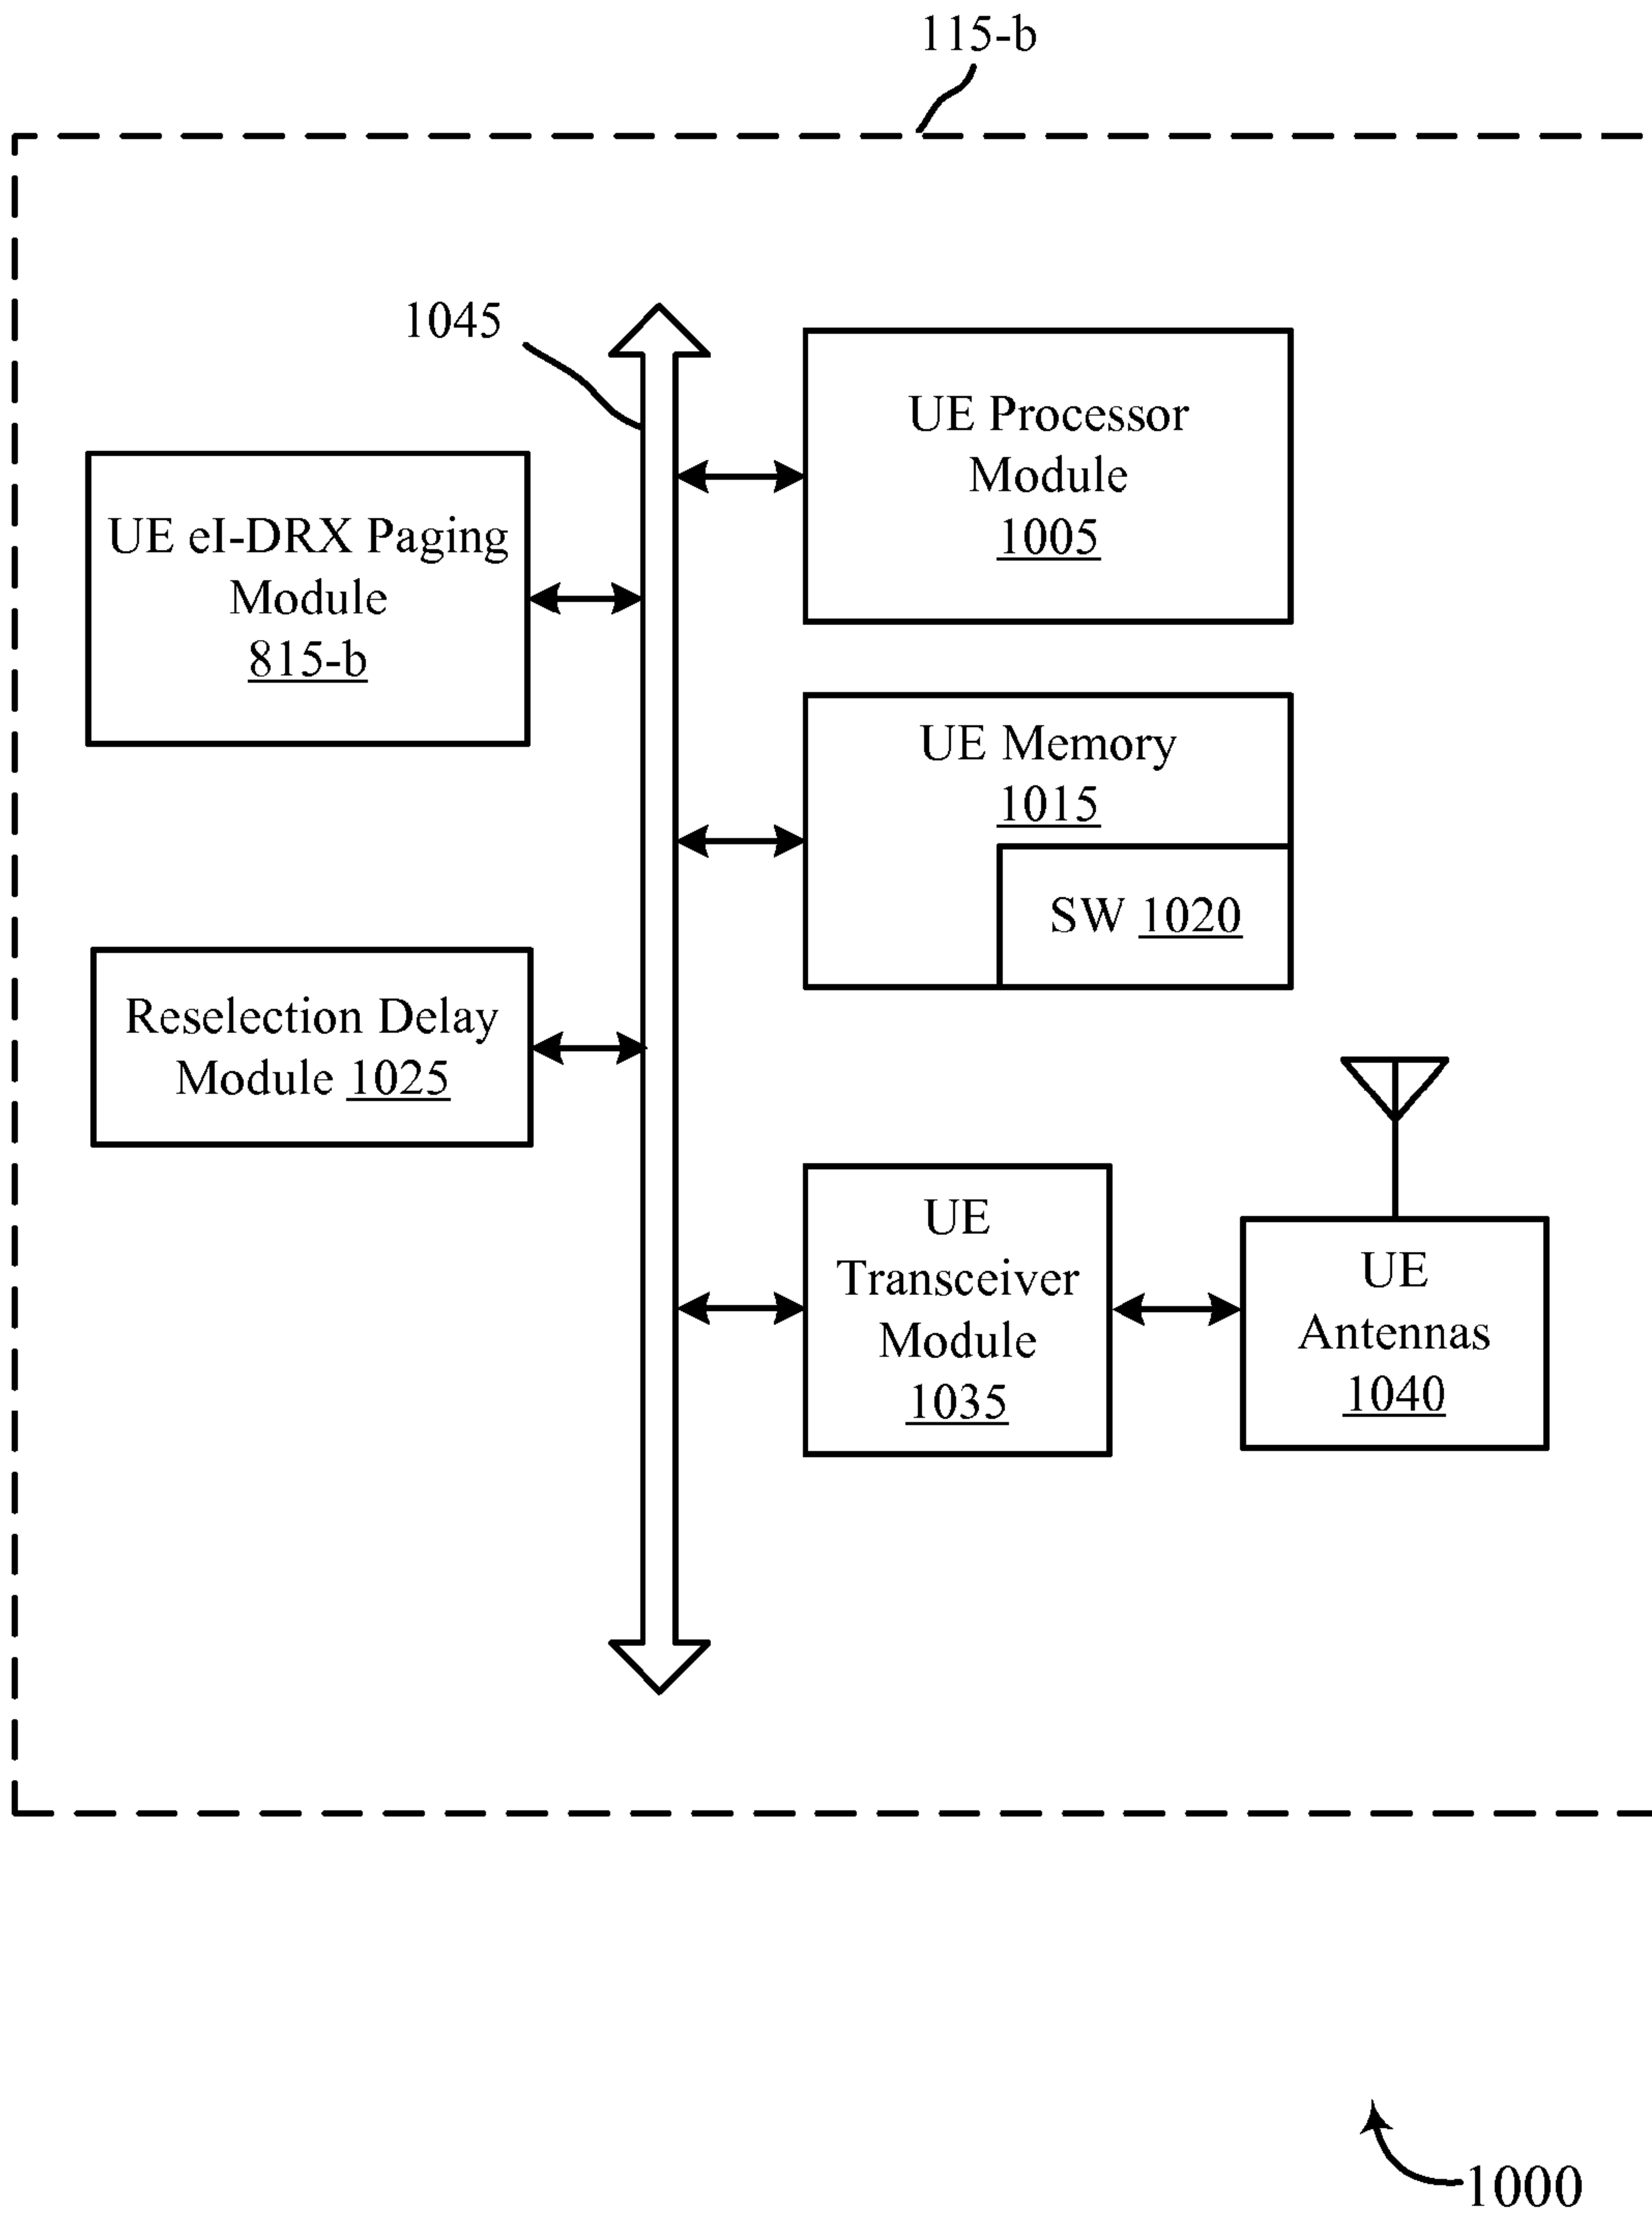 115-b
1045
UE Processor
Module
1005
UE eI-DRX Paging
Module
815-b
UE Memory
1015
SW 1020
Reselection Delay
Module 1025
UE
Transceiver
Module
1035
UE
Antennas
1040
1000